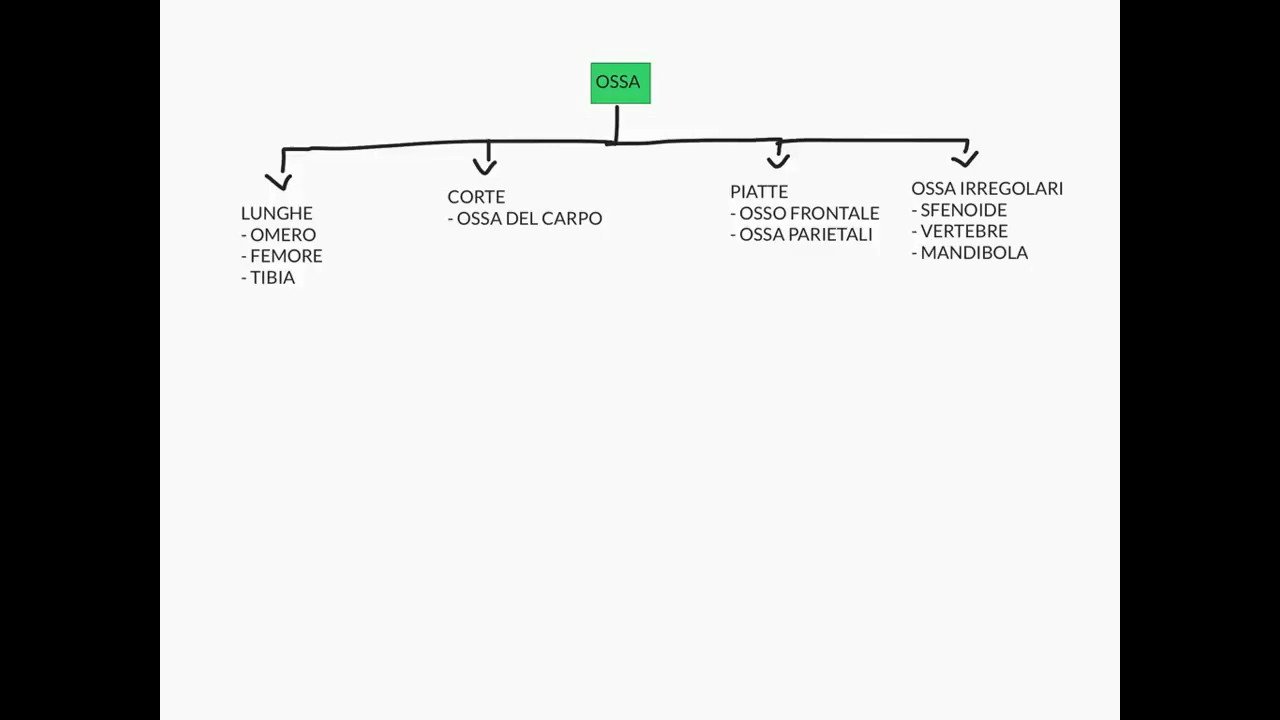 OSSA
LUNGHE
- OMERO
- FEMORE
- TIBIA
CORTE
- OSSA DEL CARPO
PIATTE
- OSSO FRONTALE
- OSSA PARIETALI
OSSA IRREGOLARI
- SFENOIDE
- VERTEBRE
- MANDIBOLA